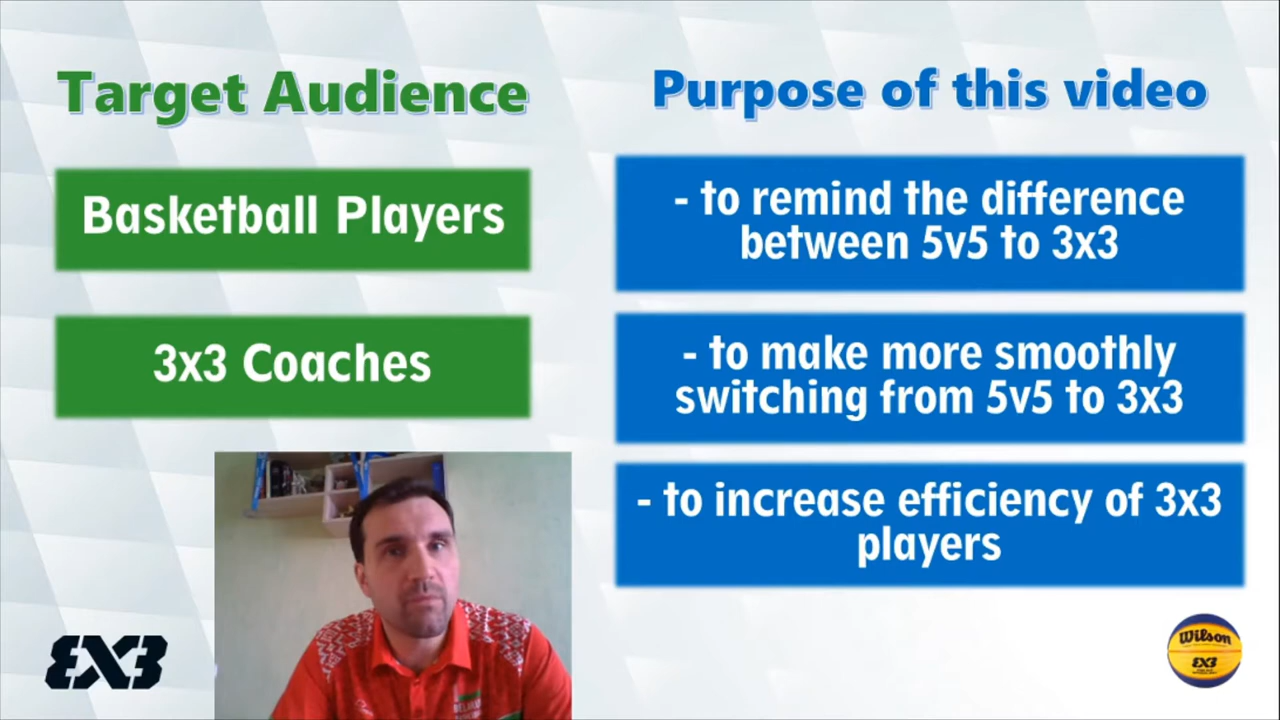 Target Audience
Basketball Players
3x3 Coaches
Purpose of this video
- to remind the difference
between 5v5 to 3x3
- to make more smoothly
switching from 5v5 to 3x3
- to increase efficiency of 3x3
players
3X3
Wilson
3X3